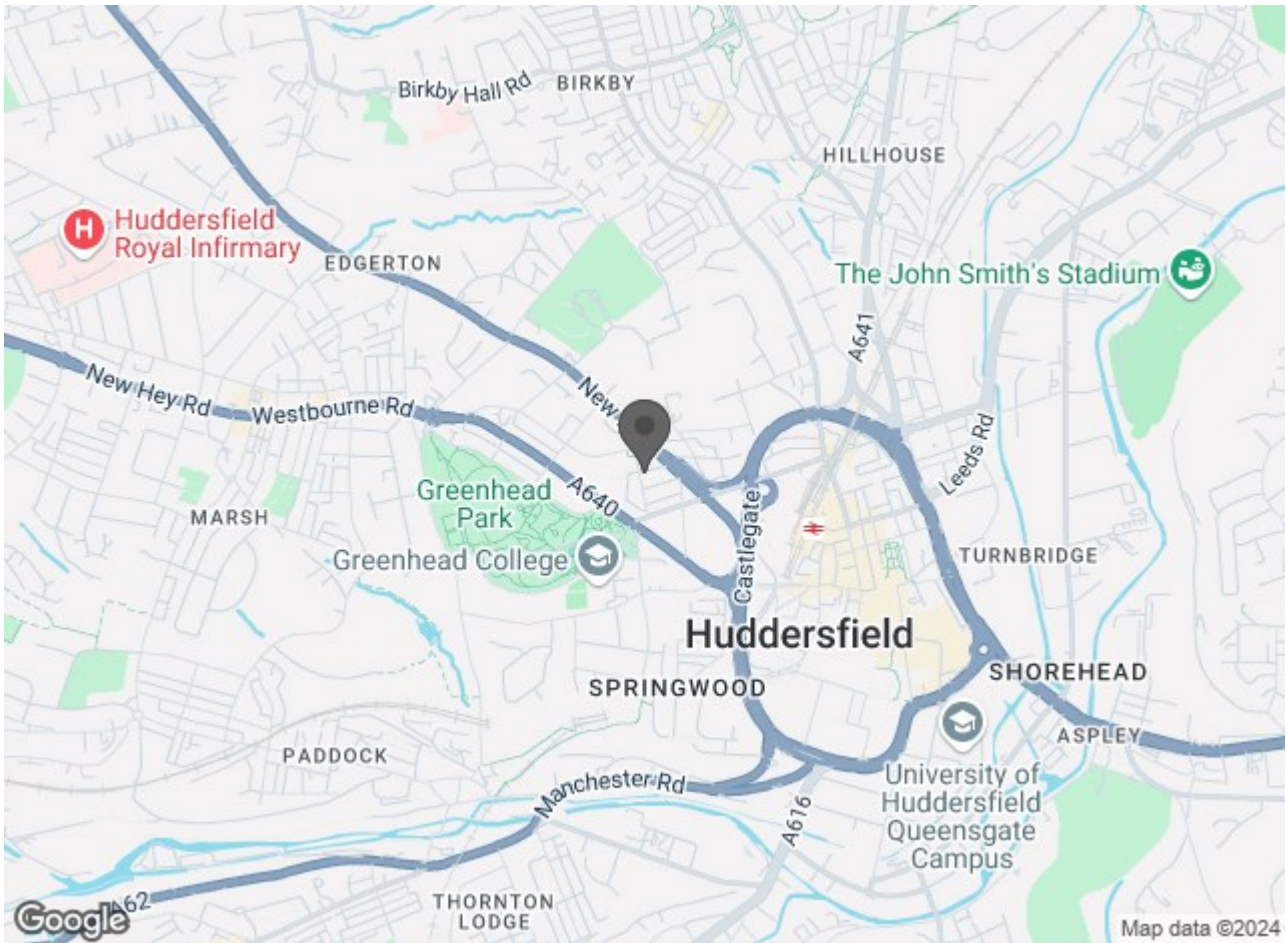 Birkby Hall Rd
BIRKBY
HILLHOUSE
Huddersfield
Royal Infirmary
EDGERTON
The John Smith's Stadium
A641
New Hey Rd
Westbourne Rd
New
Leeds Rd
Greenhead
Park
A640
MARSH
Castlegate
Greenhead College
TURNBRIDGE
Huddersfield
SPRINGWOOD
SHOREHEAD
PADDOCK
ASPLEY
Manchester Rd
University of
Huddersfield
Queensgate
Campus
A616
A62
THORNTON
LODGE
Google
Map data ©2024
H